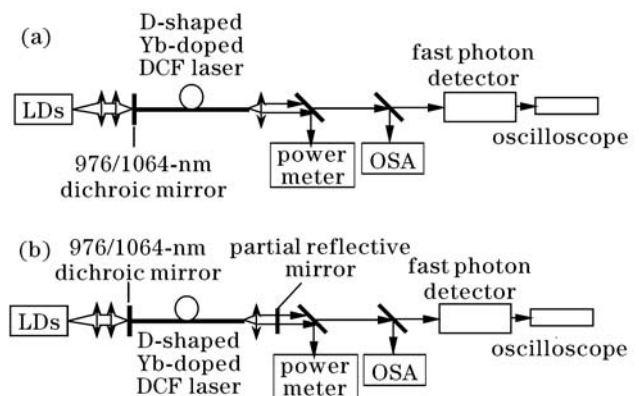 (a)
D-shaped
Yb-doped
DCF laser
fast photon
detector
LDs
oscilloscope
976/1064-nm
dichroic mirror
power
meter
OSA
(b)
976/1064-nm
dichroic mirror
partial reflective
mirror
fast photon
detector
LDs
oscilloscope
D-shaped
Yb-doped
DCF laser
power
meter
OSA